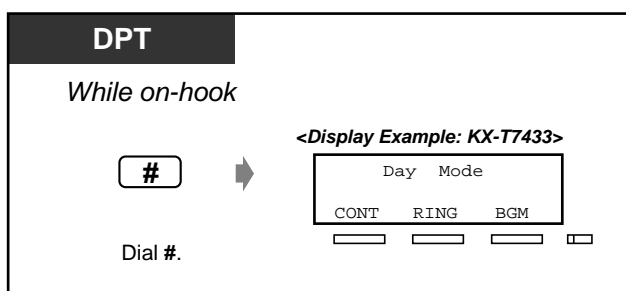 DPT
While on-hook
<Display Example: KX-T7433>
#
Day Mode
CONT RING BGM
Dial #.